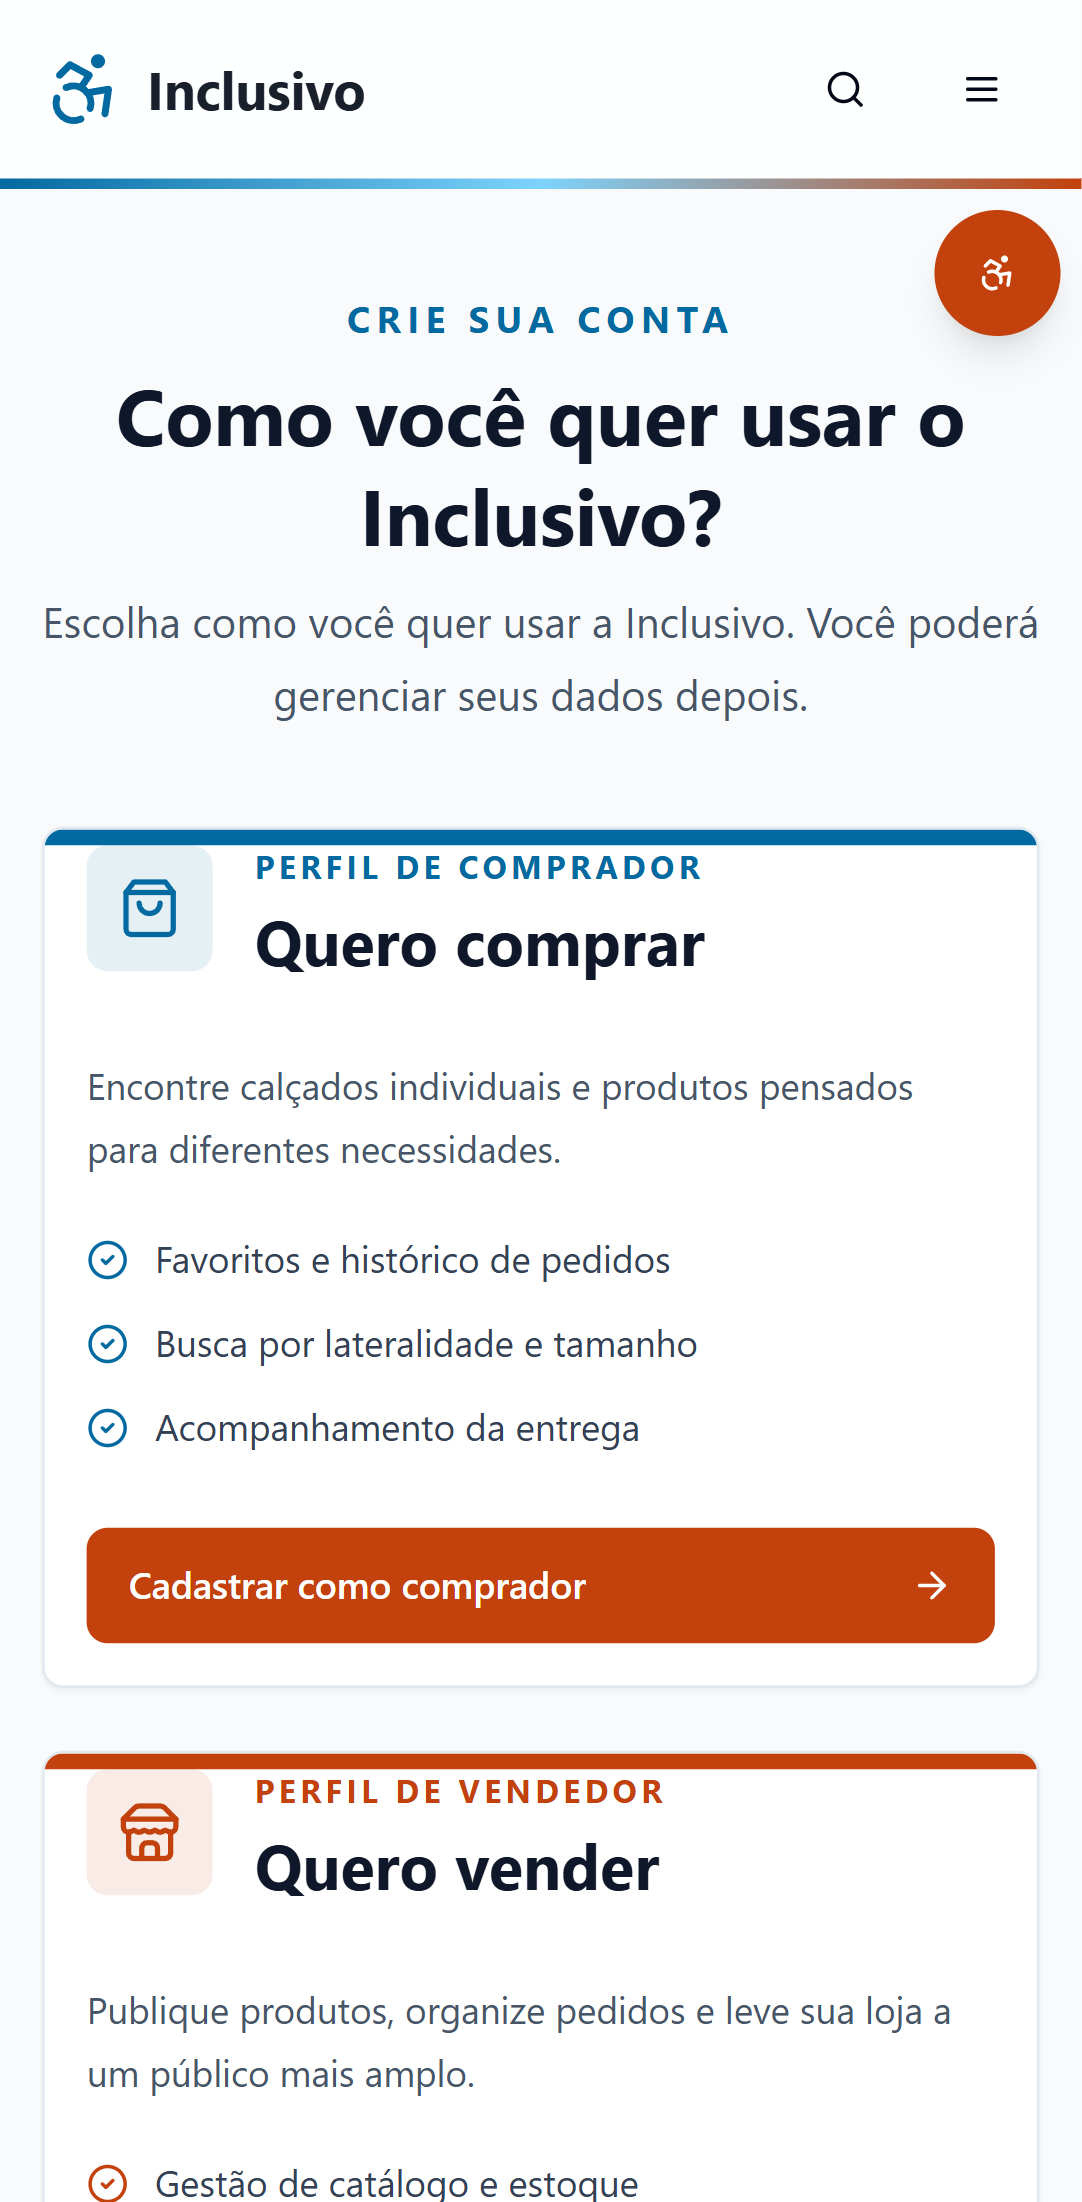 Inclusivo
CRIE SUA CONTA
Como você quer usar o
Inclusivo?
Escolha como você quer usar a Inclusivo. Você poderá
gerenciar seus dados depois.
PERFIL DE COMPRADOR
Quero comprar
Encontre calçados individuais e produtos pensados
para diferentes necessidades.
Favoritos e histórico de pedidos
Busca por lateralidade e tamanho
Acompanhamento da entrega
Cadastrar como comprador
PERFIL DE VENDEDOR
Quero vender
Publique produtos, organize pedidos e leve sua loja a
um público mais amplo.
Gestão de catálogo e estoque